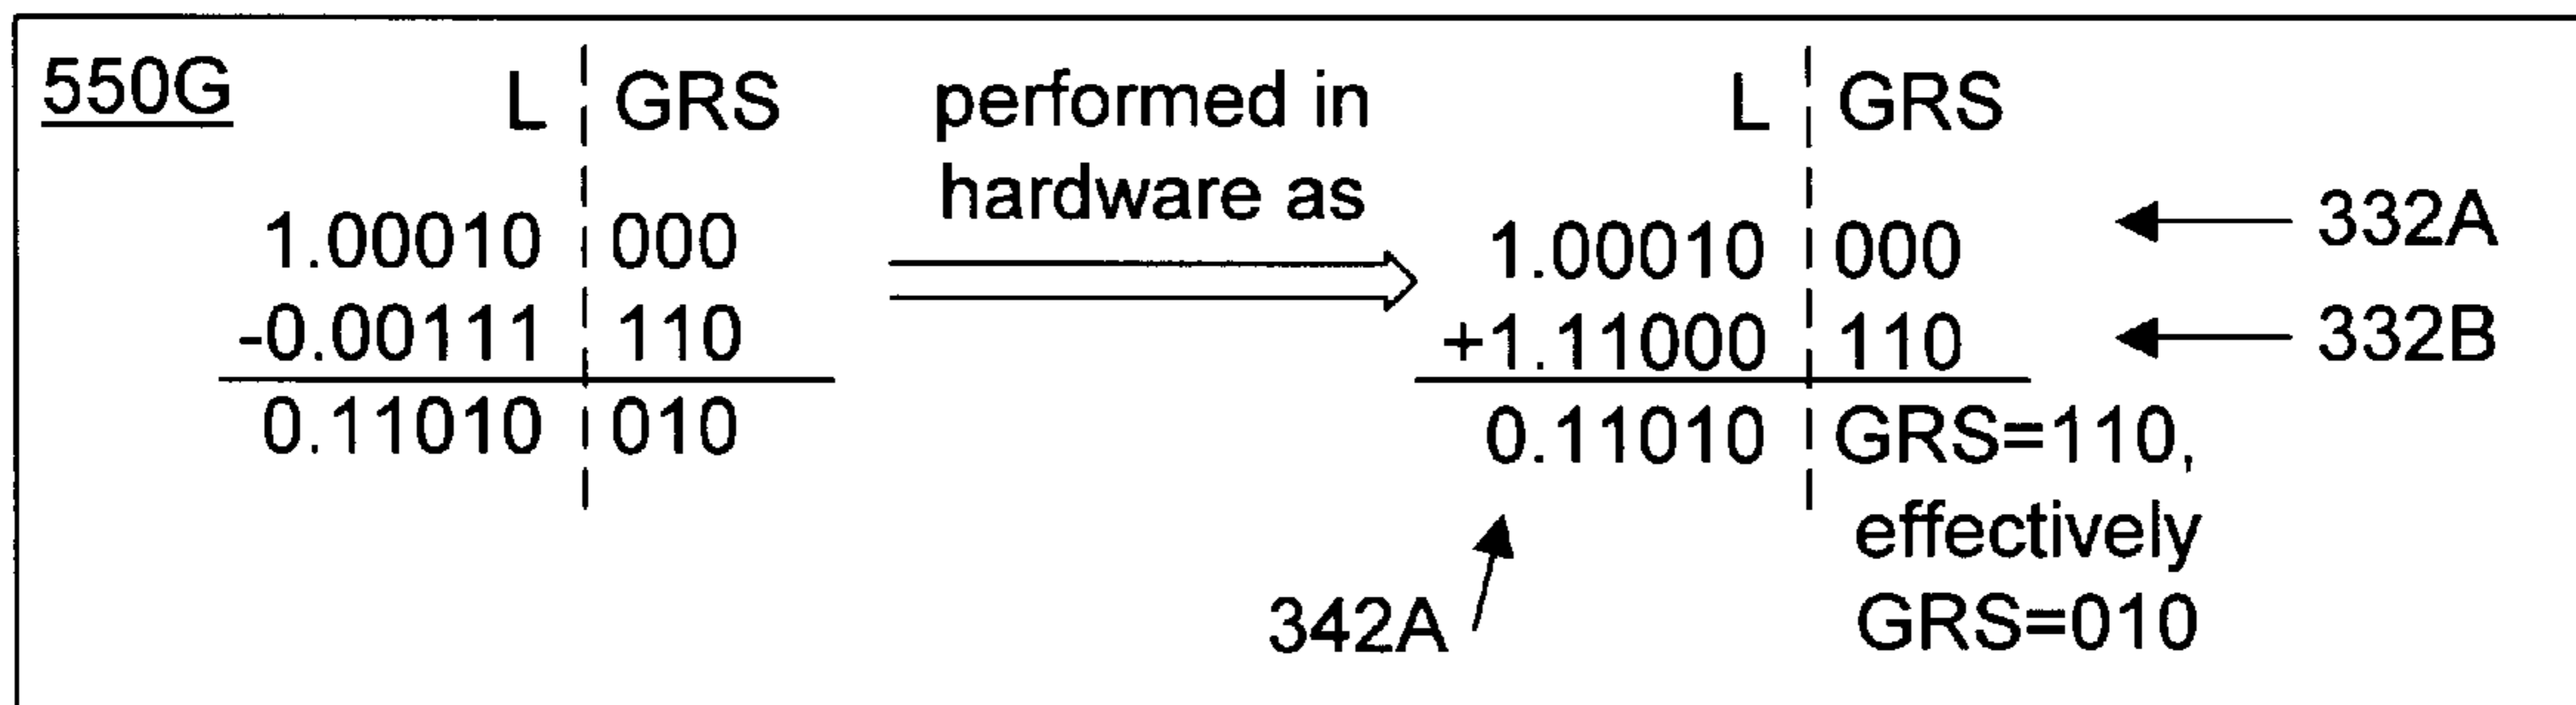 550G L GRS
1.00010 000
-0.00111 110
0.11010 010
performed in
hardware as
L GRS
1.00010 000
332A
+1.11000 110
332B
0.11010 GRS=110,
effectively
GRS=010
342A